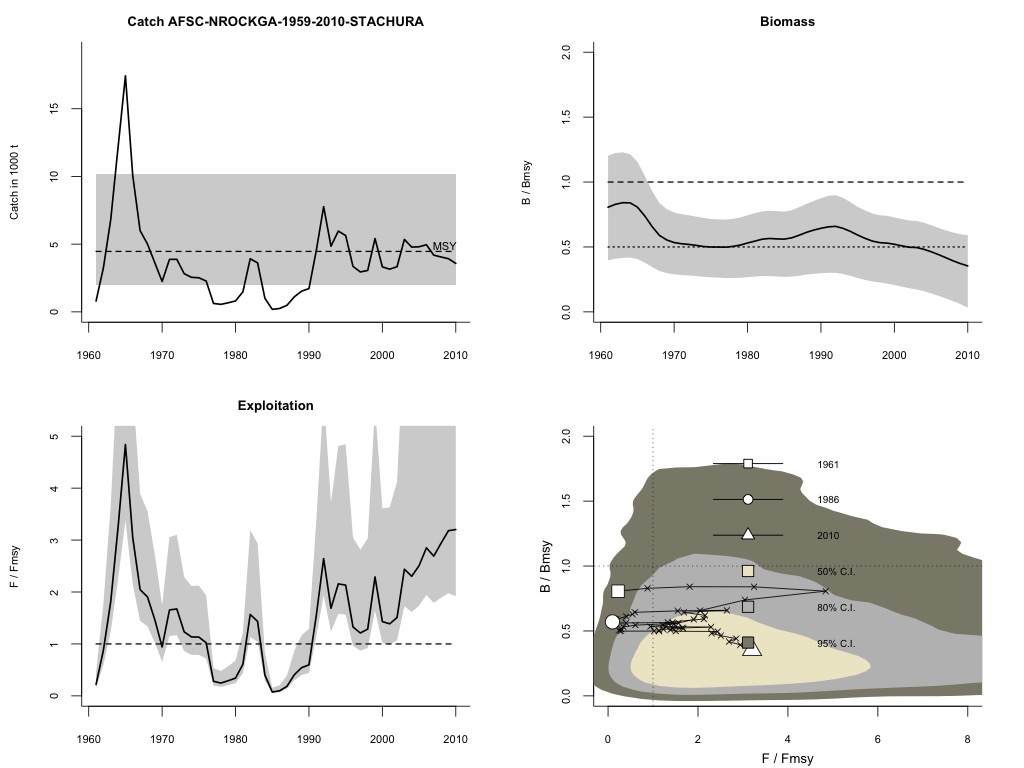 Catch AFSC-NROCKGA-1959-2010-STACHURA
Catch in 1000 t
0 5 10 15
MSY
1960 1970 1980 1990 2000 2010
Biomass
B / Bmsy
0.0 0.5 1.0 1.5 2.0
1960 1970 1980 1990 2000 2010
Exploitation
F / Fmsy
0 1 2 3 4 5
1960 1970 1980 1990 2000 2010
B / Bmsy
0.0 0.5 1.0 1.5 2.0
1961
1986
2010
50% C.I.
80% C.I.
95% C.I.
0 2 4 6 8
F / Fmsy